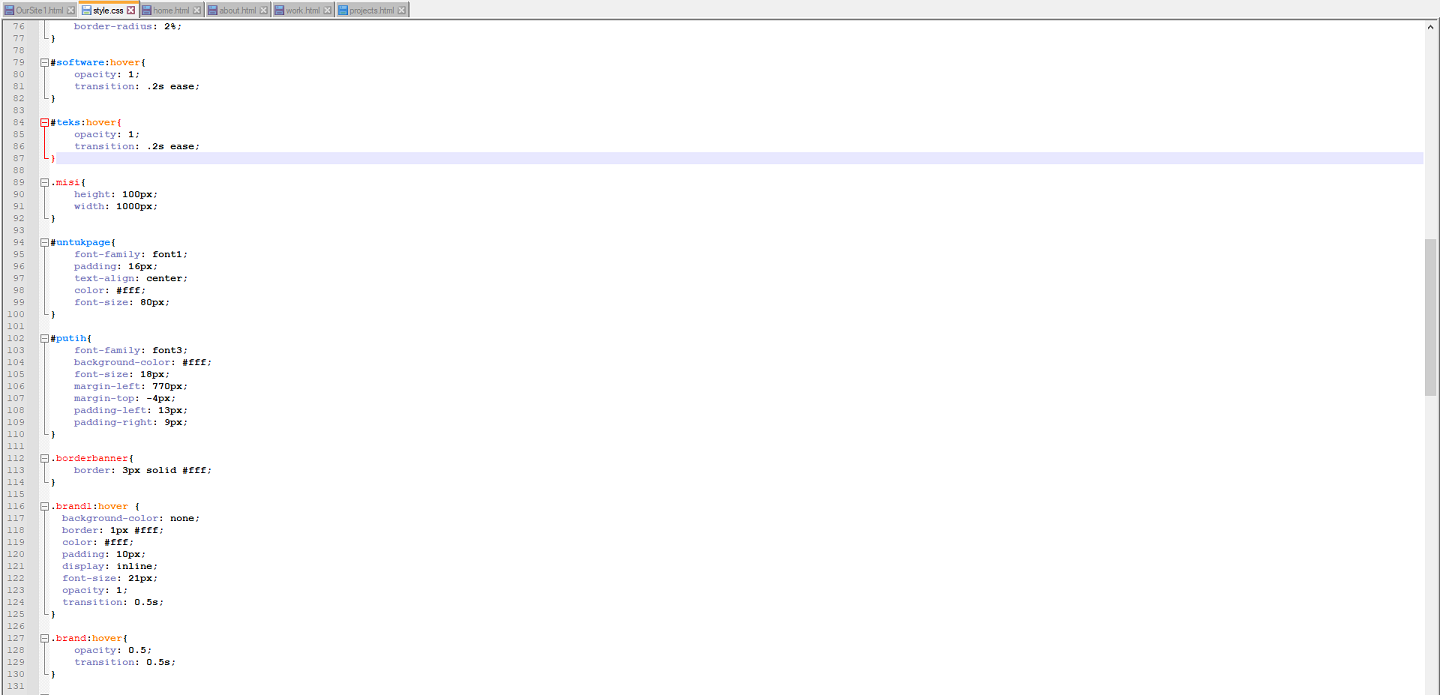 OurSite1.html style.css home.html about.html work.html projects.html
76 border-radius: 2%;
77 }
78
79 #software:hover{
80 opacity: 1;
81 transition: .2s ease;
82 }
83
84 #teks:hover{
85 opacity: 1;
86 transition: .2s ease;
87 }
88
89 .misi{
90 height: 100px;
91 width: 1000px;
92 }
93
94 #untukpage{
95 font-family: font1;
96 padding: 16px;
97 text-align: center;
98 color: #fff;
99 font-size: 80px;
100 }
101
102 #putih{
103 font-family: font3;
104 background-color: #fff;
105 font-size: 18px;
106 margin-left: 770px;
107 margin-top: -4px;
108 padding-left: 13px;
109 padding-right: 9px;
110 }
111
112 .borderbanner{
113 border: 3px solid #fff;
114 }
115
116 .brand1:hover {
117 background-color: none;
118 border: 1px #fff;
119 color: #fff;
120 padding: 10px;
121 display: inline;
122 font-size: 21px;
123 opacity: 1;
124 transition: 0.5s;
125 }
126
127 .brand:hover{
128 opacity: 0.5;
129 transition: 0.5s;
130 }
131